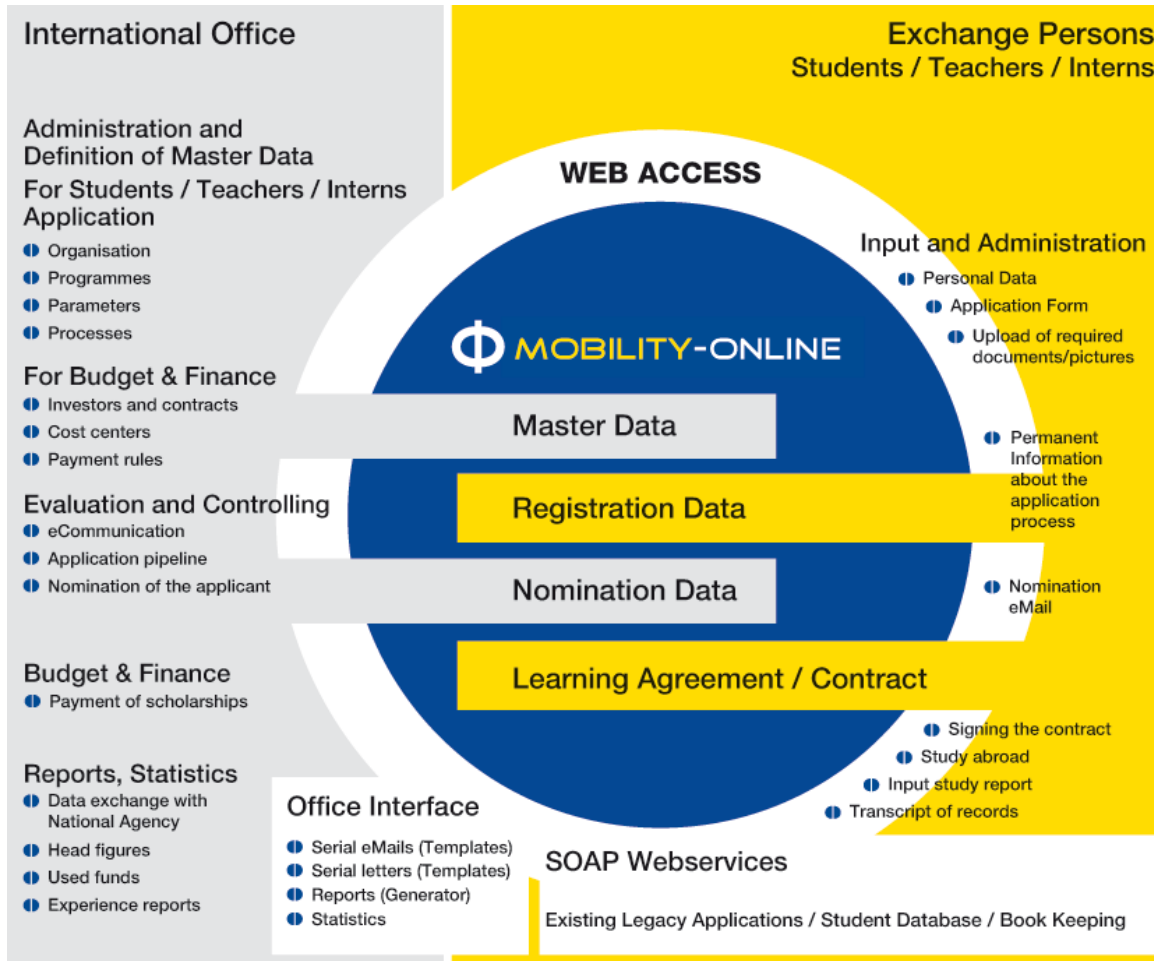 International Office
Administration and
Definition of Master Data
For Students / Teachers / Interns
Application
Organisation
Programmes
Parameters
Processes
For Budget & Finance
Investors and contracts
Cost centers
Payment rules
Evaluation and Controlling
eCommunication
Application pipeline
Nomination of the applicant
Budget & Finance
Payment of scholarships
Reports, Statistics
Data exchange with
National Agency
Head figures
Used funds
Experience reports
Exchange Persons
Students / Teachers / Interns
WEB ACCESS
MOBILITY-ONLINE
Master Data
Registration Data
Nomination Data
Learning Agreement / Contract
Input and Administration
Personal Data
Application Form
Upload of required
documents/pictures
Permanent
Information
about the
application
process
Nomination
eMail
Signing the contract
Study abroad
Input study report
Transcript of records
Office Interface
Serial eMails (Templates)
Serial letters (Templates)
Reports (Generator)
Statistics
SOAP Webservices
Existing Legacy Applications / Student Database / Book Keeping